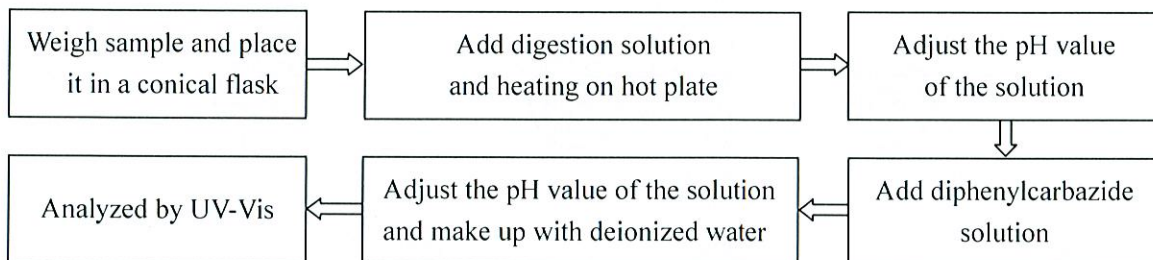 Weigh sample and place
it in a conical flask
Add digestion solution
and heating on hot plate
Adjust the pH value
of the solution
Add diphenylcarbazide
solution
Adjust the pH value of the solution
and make up with deionized water
Analyzed by UV-Vis